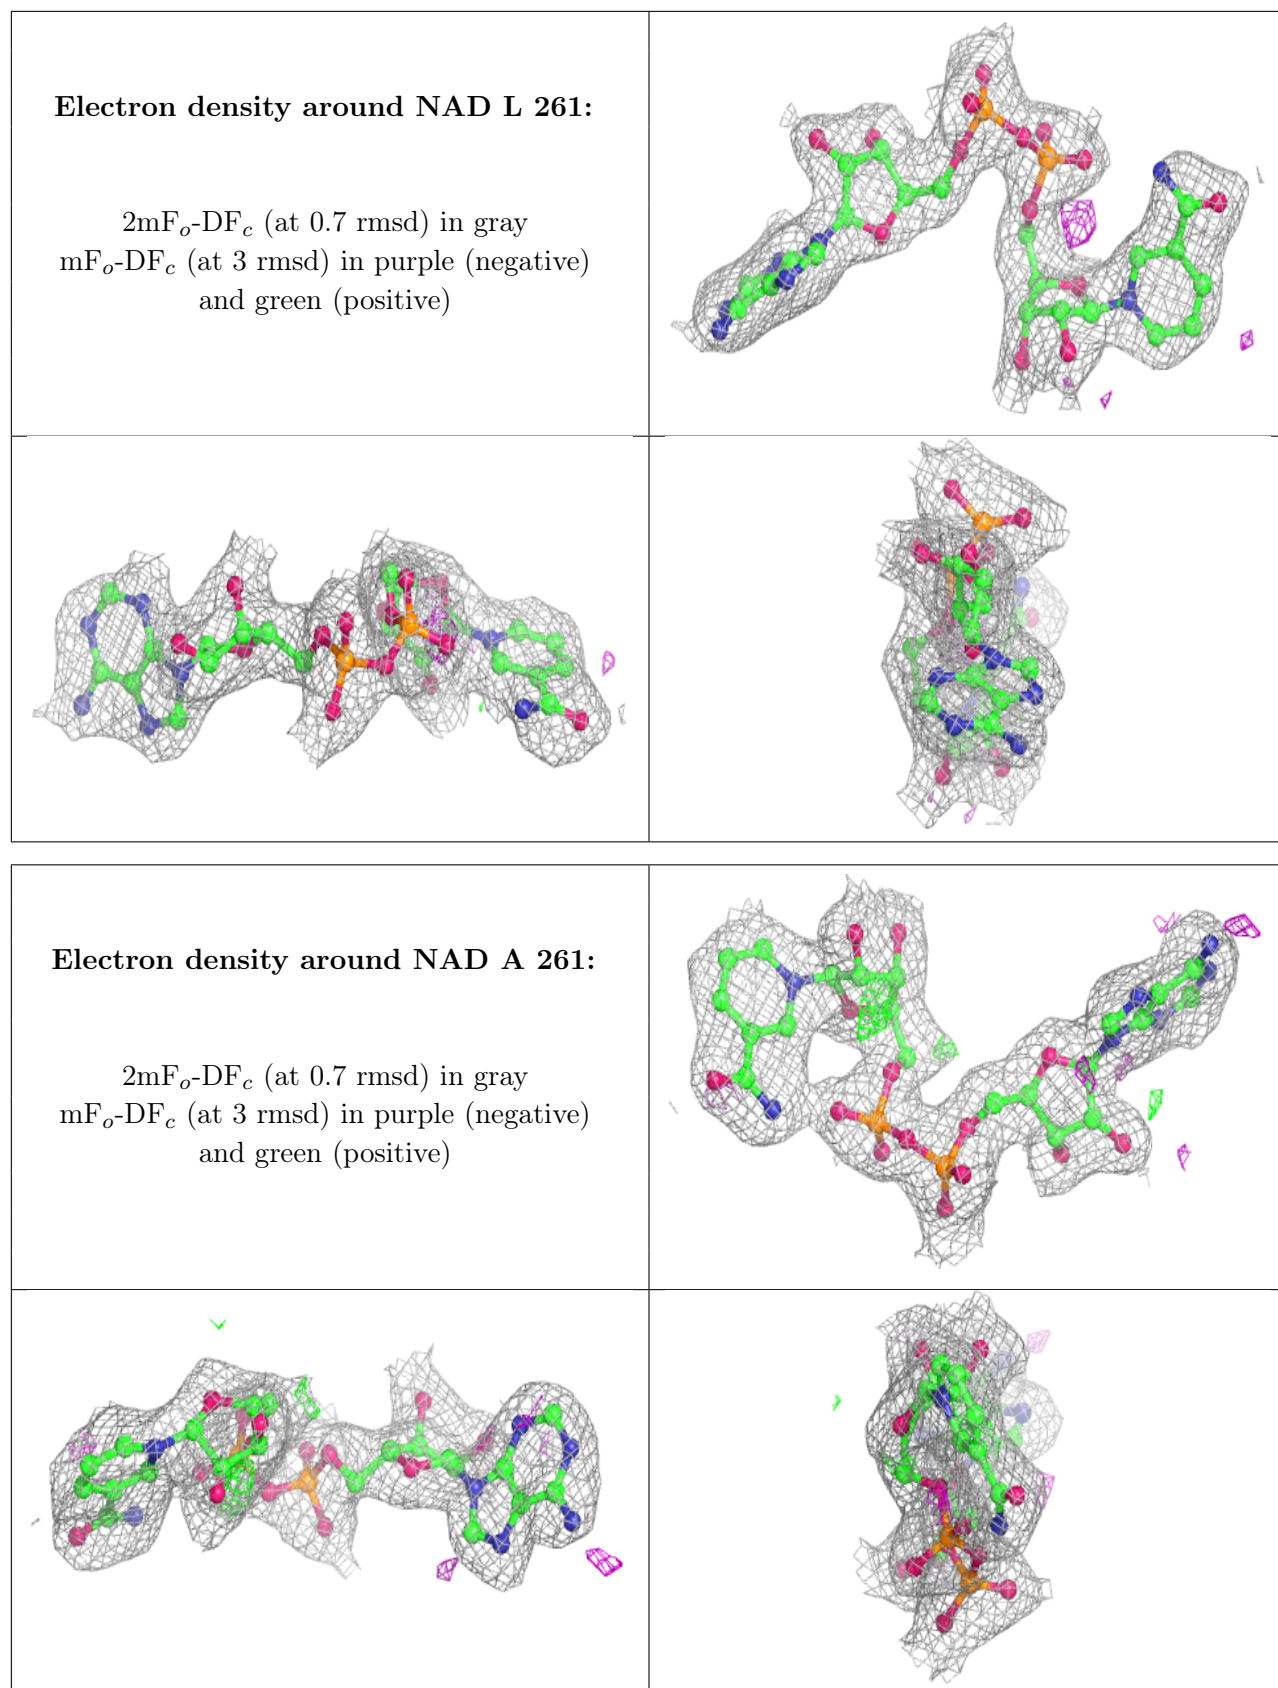 Electron density around NAD L 261:
2mFo-DFc (at 0.7 rmsd) in gray
mFo-DFc (at 3 rmsd) in purple (negative)
and green (positive)
Electron density around NAD A 261:
2mFo-DFc (at 0.7 rmsd) in gray
mFo-DFc (at 3 rmsd) in purple (negative)
and green (positive)